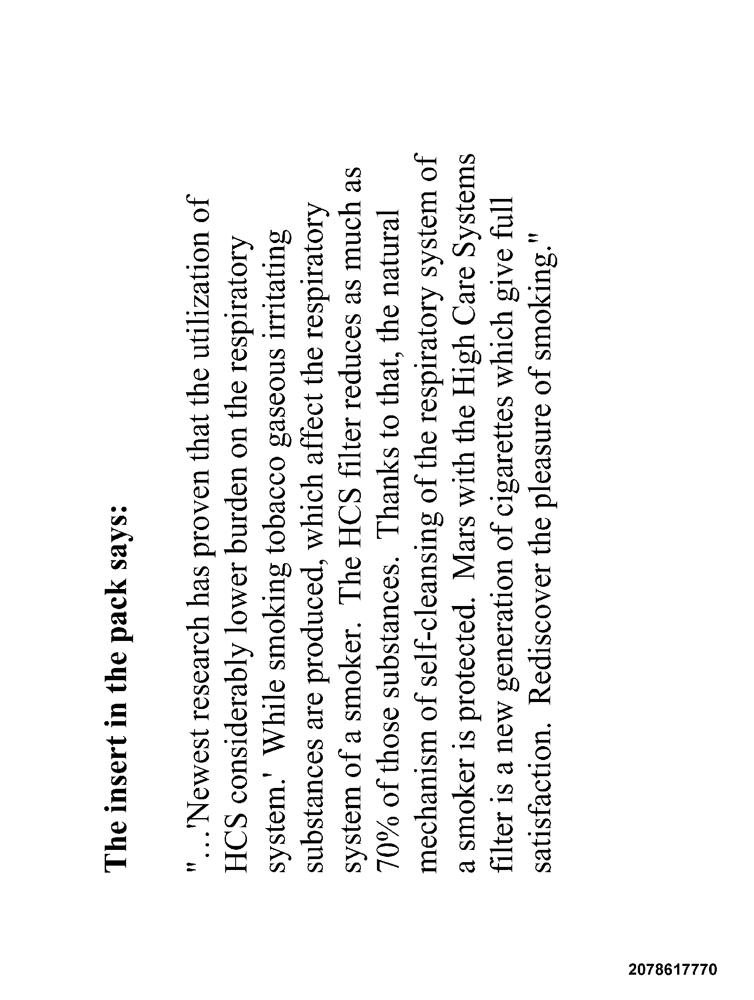 The insert in the pack says:
"…'Newest research has proven that the utilization of
HCS considerably lower burden on the respiratory
system.' While smoking tobacco gaseous irritating
substances are produced, which affect the respiratory
system of a smoker. The HCS filter reduces as much as
70% of those substances. Thanks to that, the natural
mechanism of self-cleansing of the respiratory system of
a smoker is protected. Mars with the High Care Systems
filter is a new generation of cigarettes which give full
satisfaction. Rediscover the pleasure of smoking."
2078617770